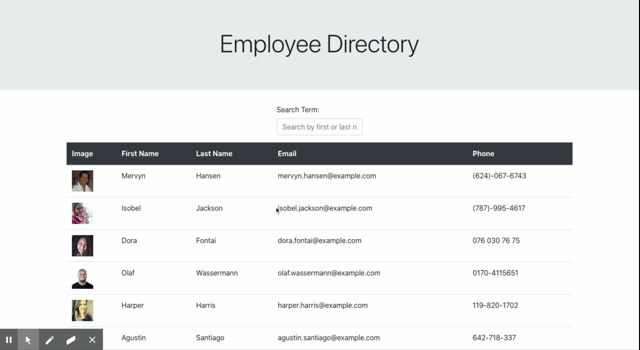 Employee Directory
Search Term:
Search by first or last n
Image First Name Last Name Email Phone
Mervyn Hansen mervyn.hansen@example.com (624)-067-6743
Isobel Jackson isobel.jackson@example.com (787)-995-4617
Dora Fontai dora.fontai@example.com 076 030 76 75
Olaf Wassermann olaf.wassermann@example.com 0170-4115651
Harper Harris harper.harris@example.com 119-820-1702
Agustin Santiago agustin.santiago@example.com 642-718-337